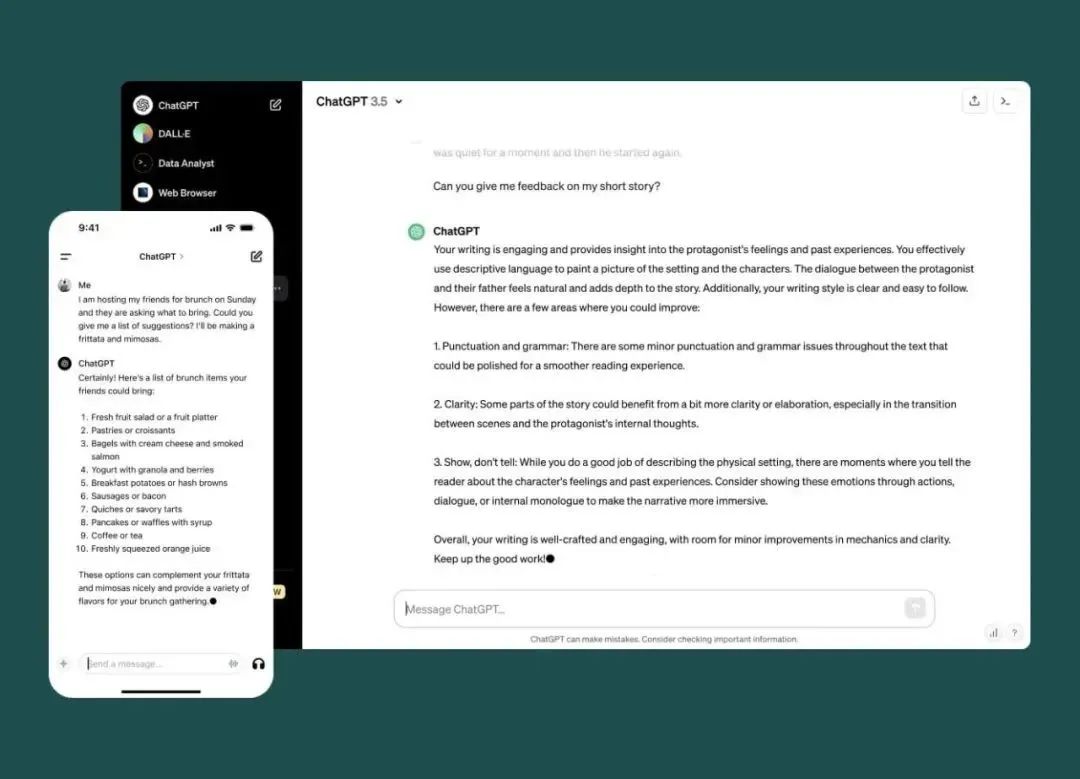 ChatGPT
DALL·E
Data Analyst
Web Browser
W
ChatGPT 3.5
was quiet for a moment and then he started again.
Can you give me feedback on my short story?
ChatGPT
Your writing is engaging and provides insight into the protagonist's feelings and past experiences. You effectively
use descriptive language to paint a picture of the setting and the characters. The dialogue between the protagonist
and their father feels natural and adds depth to the story. Additionally, your writing style is clear and easy to follow.
However, there are a few areas where you could improve:
1. Punctuation and grammar: There are some minor punctuation and grammar issues throughout the text that
could be polished for a smoother reading experience.
2. Clarity: Some parts of the story could benefit from a bit more clarity or elaboration, especially in the transition
between scenes and the protagonist's internal thoughts.
3. Show, don't tell: While you do a good job of describing the physical setting, there are moments where you tell the
reader about the character's feelings and past experiences. Consider showing these emotions through actions,
dialogue, or internal monologue to make the narrative more immersive.
Overall, your writing is well-crafted and engaging, with room for minor improvements in mechanics and clarity.
Keep up the good work!
Message ChatGPT...
ChatGPT can make mistakes. Consider checking important information.
?
9:41
ChatGPT
Me
I am hosting my friends for brunch on Sunday
and they are asking what to bring. Could you
give me a list of suggestions? I'll be making a
frittata and mimosas.
ChatGPT
Certainly! Here's a list of brunch items your
friends could bring:
1. Fresh fruit salad or a fruit platter
2. Pastries or croissants
3. Bagels with cream cheese and smoked
salmon
4. Yogurt with granola and berries
5. Breakfast potatoes or hash browns
6. Sausages or bacon
7. Quiches or savory tarts
8. Pancakes or waffles with syrup
9. Coffee or tea
10. Freshly squeezed orange juice
These options can complement your frittata
and mimosas nicely and provide a variety of
flavors for your brunch gathering.
Send a message...